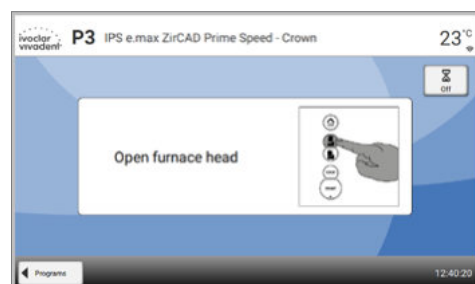 ivoclar vivadent P3 IPS e.max ZirCAD Prime Speed - Crown 23°C
Off
Open furnace head
Programs 12:40:20